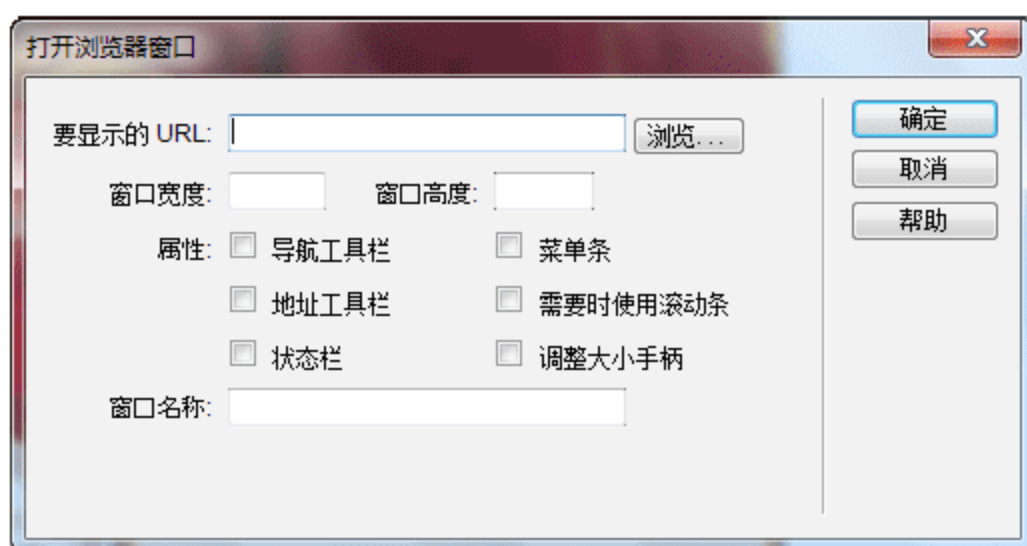 打开浏览器窗口
要显示的 URL: 浏览... 确定
取消
窗口宽度: 窗口高度:
帮助
属性: 导航工具栏 菜单条
地址工具栏 需要时使用滚动条
状态栏 调整大小手柄
窗口名称: